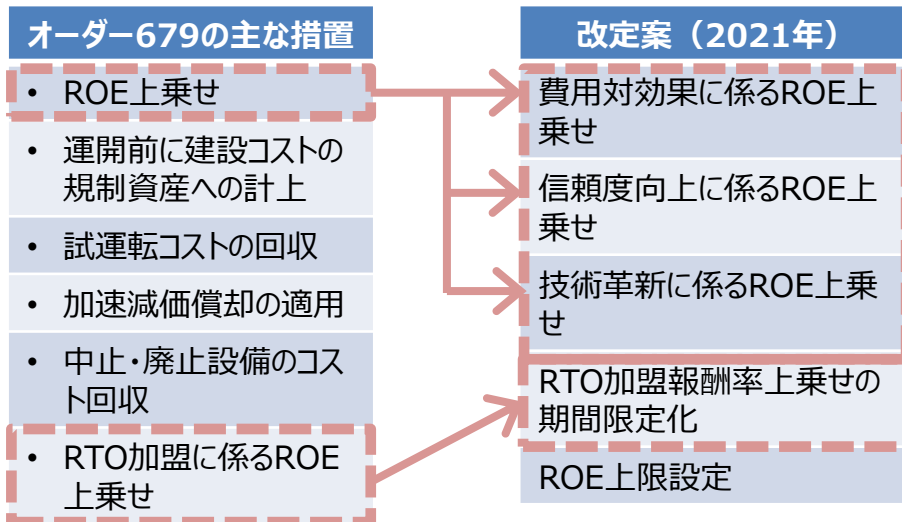 オーダー679の主な措置
• ROE上乗せ
• 運開前に建設コストの
規制資産への計上
• 試運転コストの回収
• 加速減価償却の適用
• 中止・廃止設備のコス
ト回収
• RTO加盟に係るROE
上乗せ
改定案（2021年）
費用対効果に係るROE上
乗せ
信頼度向上に係るROE上
乗せ
技術革新に係るROE上乗
せ
RTO加盟報酬率上乗せの
期間限定化
ROE上限設定